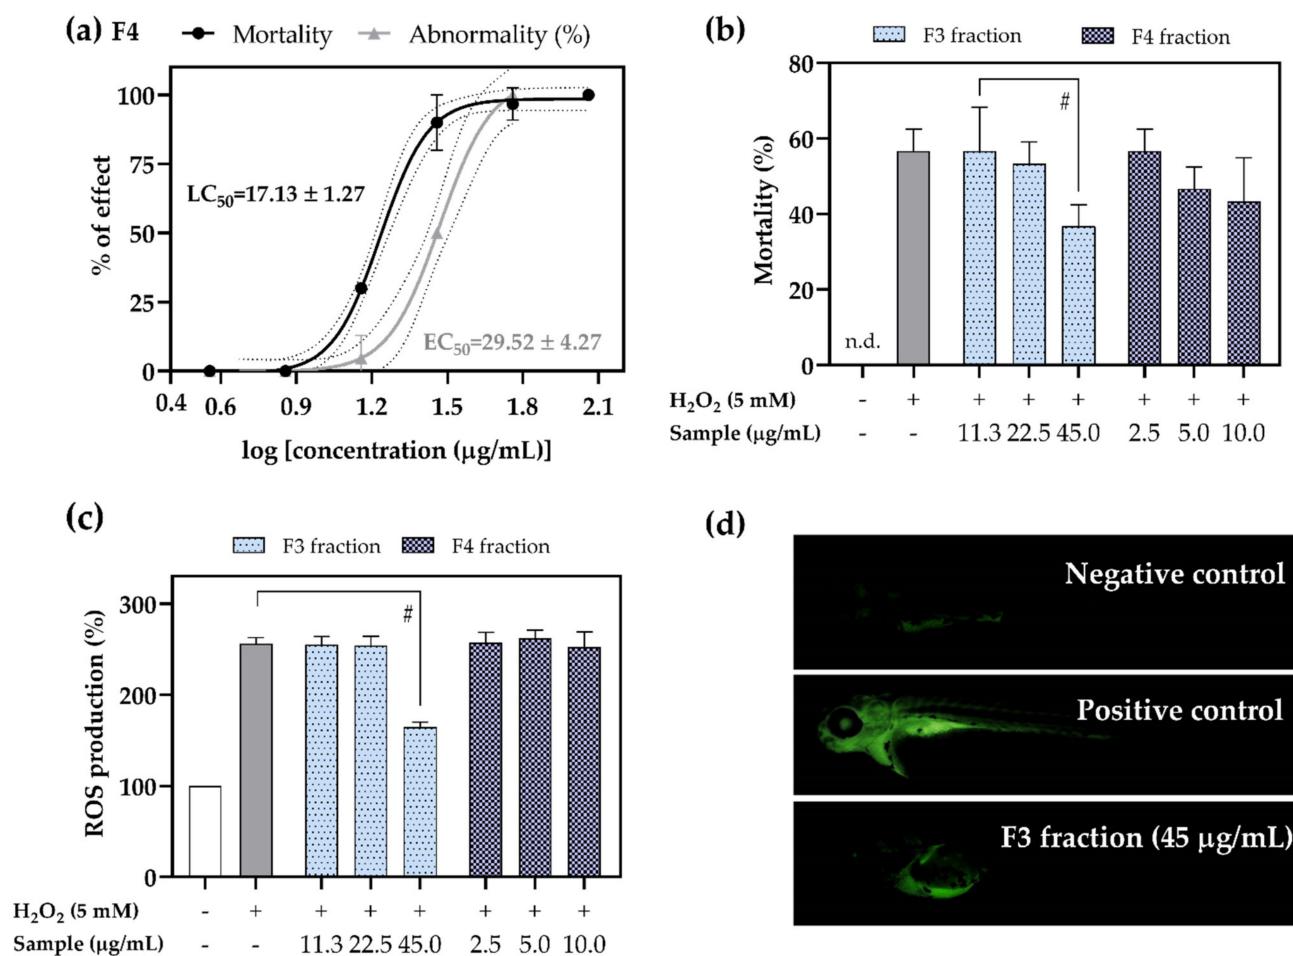 (a) F4 Mortality Abnormality (%)
100
75
50
25
0
% of effect
LC50=17.13 ± 1.27
EC50=29.52 ± 4.27
0.4 0.6 0.9 1.2 1.5 1.8 2.1
log [concentration (μg/mL)]
(b)
F3 fraction F4 fraction
80
60
40
20
0
Mortality (%)
#
n.d.
H2O2 (5 mM) - + + + + + + +
Sample (μg/mL) - - 11.3 22.5 45.0 2.5 5.0 10.0
(c)
F3 fraction F4 fraction
300
200
100
0
ROS production (%)
#
H2O2 (5 mM) - + + + + + + +
Sample (μg/mL) - - 11.3 22.5 45.0 2.5 5.0 10.0
(d)
Negative control
Positive control
F3 fraction (45 μg/mL)